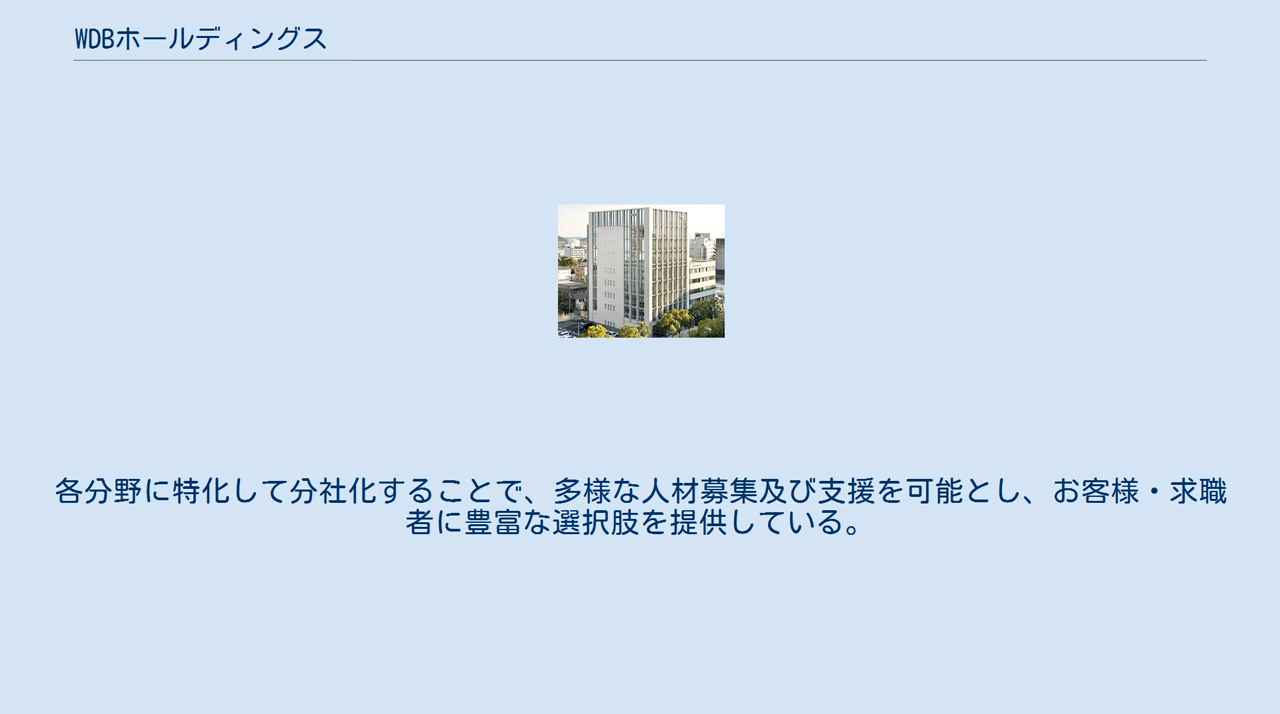 WDBホールディングス
各分野に特化して分社化することで、多様な人材募集及び支援を可能とし、お客様・求職
者に豊富な選択肢を提供している。